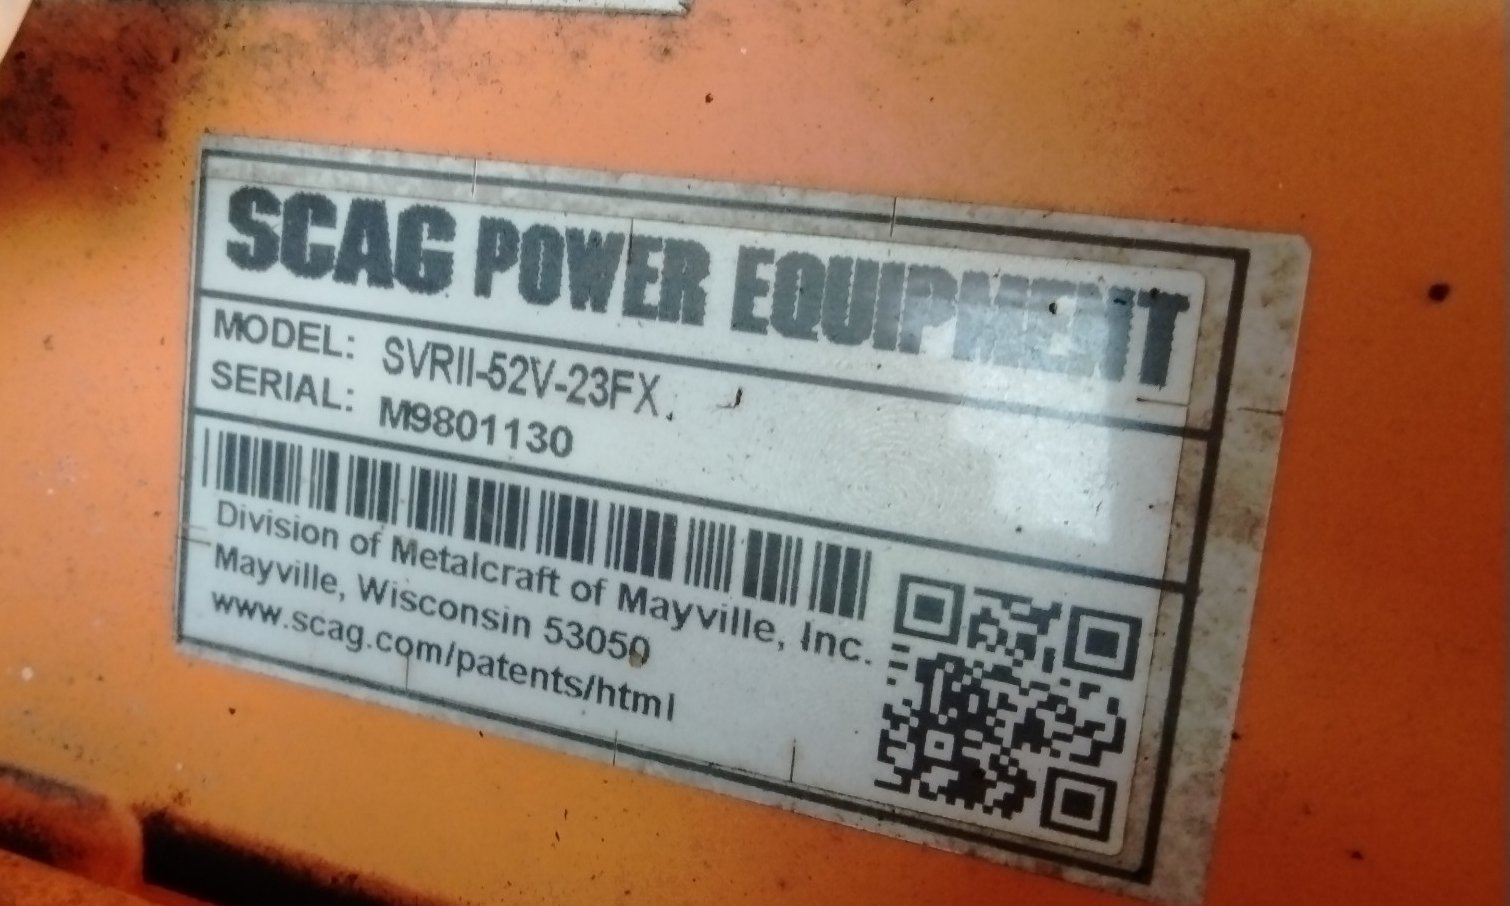 SCAG POWER EQUIPMENT
MODEL: SVRII-52V-23FX
SERIAL: M9801130
Division of Metalcraft of Mayville, Inc.
Mayville, Wisconsin 53050
www.scag.com/patents/html